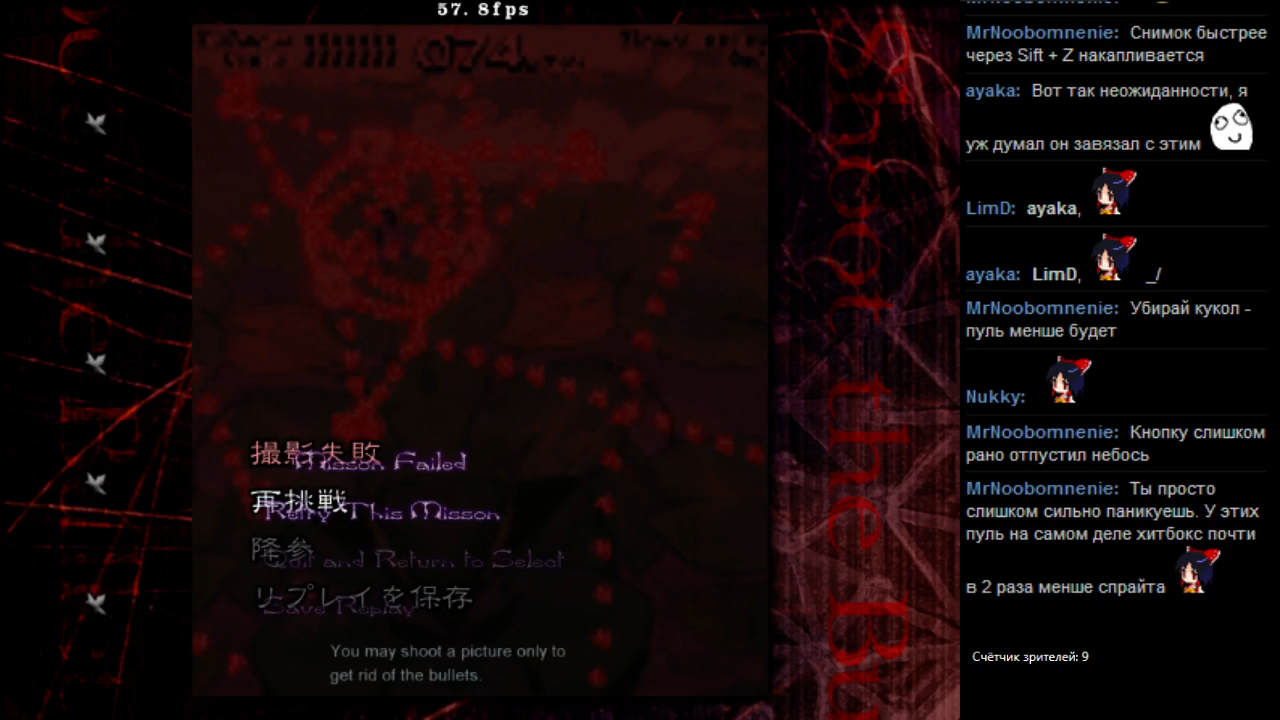 57.8fps
撮影失敗
Misson Failed
再挑戦
Retry This Misson
降参
Quit and Return to Select
リプレイを保存
Save Replay
You may shoot a picture only to
get rid of the bullets.
Shoot the Bu
MrNoobomnenie: Снимок быстрее
через Sift + Z накапливается
ayaka: Вот так неожиданности, я
уж думал он завязал с этим
LimD: ayaka,
ayaka: LimD, _/
MrNoobomnenie: Убирай кукол -
пуль менше будет
Nukky:
MrNoobomnenie: Кнопку слишком
рано отпустил небось
MrNoobomnenie: Ты просто
слишком сильно паникуешь. У этих
пуль на самом деле хитбокс почти
в 2 раза менше спрайта
Счётчик зрителей: 9